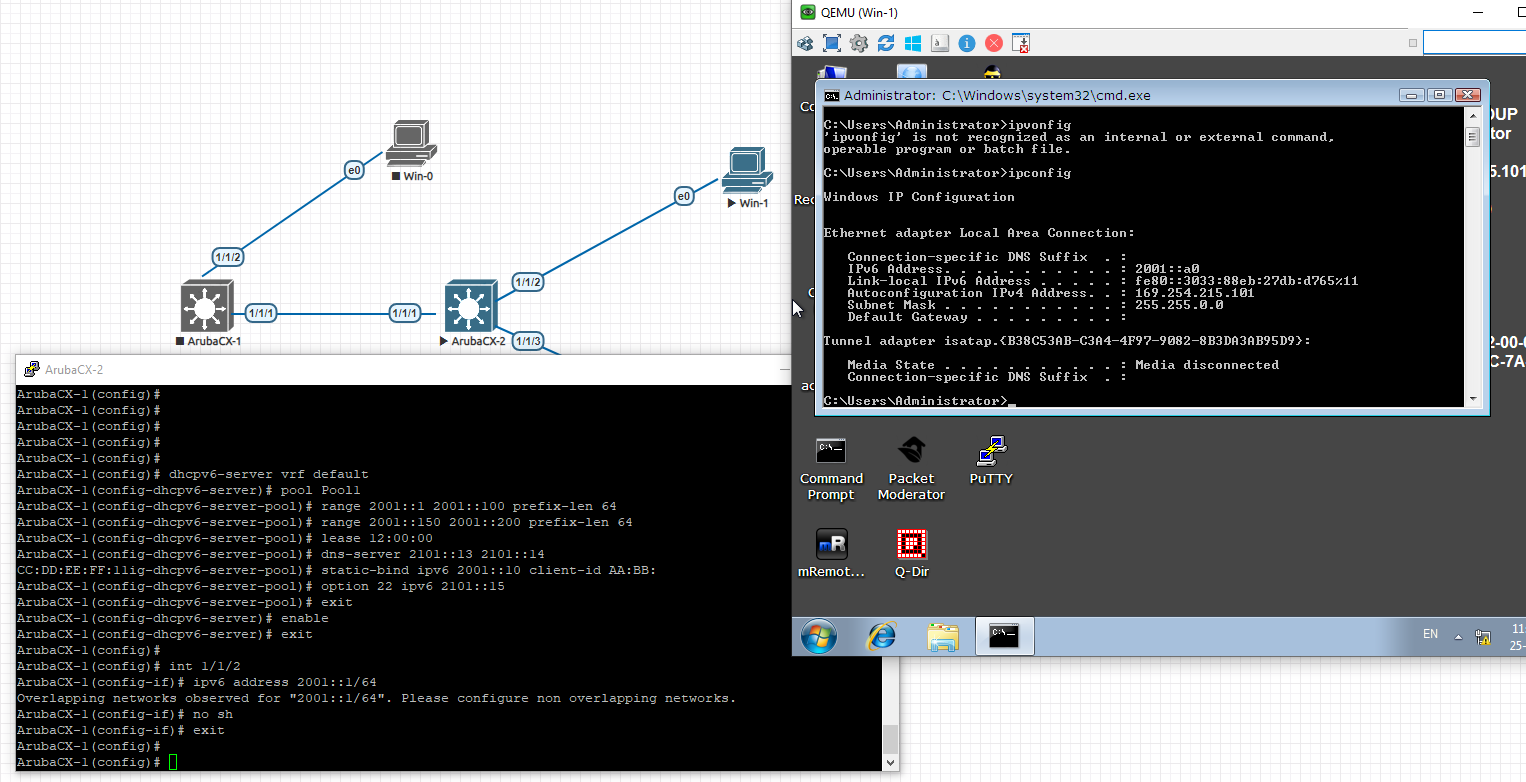 QEMU (Win-1)
Win-0
e0
Win-1
e0
1/1/2
1/1/2
1/1/1
1/1/1
ArubaCX-1
ArubaCX-2
1/1/3
Administrator: C:\Windows\system32\cmd.exe
C:\Users\Administrator>ipvonfig
'ipvonfig' is not recognized as an internal or external command,
operable program or batch file.
C:\Users\Administrator>ipconfig
Windows IP Configuration
Ethernet adapter Local Area Connection:
Connection-specific DNS Suffix  . :
IPv6 Address. . . . . . . . . . . : 2001::a0
Link-local IPv6 Address . . . . . : fe80::3033:88eb:27db:d765%11
Autoconfiguration IPv4 Address. . : 169.254.215.101
Subnet Mask . . . . . . . . . . . : 255.255.0.0
Default Gateway . . . . . . . . . :
Tunnel adapter isatap.{B38C53AB-C3A4-4F97-9082-8B3DA3AB95D9}:
Media State . . . . . . . . . . . : Media disconnected
Connection-specific DNS Suffix  . :
C:\Users\Administrator>_
OUP
tor
5.101
2-00-
C-7A
Co
Rec
ac
Command
Prompt
Packet
Moderator
PuTTY
mRemot...
Q-Dir
EN
11
25-
ArubaCX-2
ArubaCX-1(config)#
ArubaCX-1(config)#
ArubaCX-1(config)#
ArubaCX-1(config)#
ArubaCX-1(config)#
ArubaCX-1(config)# dhcpv6-server vrf default
ArubaCX-1(config-dhcpv6-server)# pool Pool1
ArubaCX-1(config-dhcpv6-server-pool)# range 2001::1 2001::100 prefix-len 64
ArubaCX-1(config-dhcpv6-server-pool)# range 2001::150 2001::200 prefix-len 64
ArubaCX-1(config-dhcpv6-server-pool)# lease 12:00:00
ArubaCX-1(config-dhcpv6-server-pool)# dns-server 2101::13 2101::14
CC:DD:EE:FF:11ig-dhcpv6-server-pool)# static-bind ipv6 2001::10 client-id AA:BB:
ArubaCX-1(config-dhcpv6-server-pool)# option 22 ipv6 2101::15
ArubaCX-1(config-dhcpv6-server-pool)# exit
ArubaCX-1(config-dhcpv6-server)# enable
ArubaCX-1(config-dhcpv6-server)# exit
ArubaCX-1(config)#
ArubaCX-1(config)# int 1/1/2
ArubaCX-1(config-if)# ipv6 address 2001::1/64
Overlapping networks observed for "2001::1/64". Please configure non overlapping networks.
ArubaCX-1(config-if)# no sh
ArubaCX-1(config-if)# exit
ArubaCX-1(config)#
ArubaCX-1(config)#